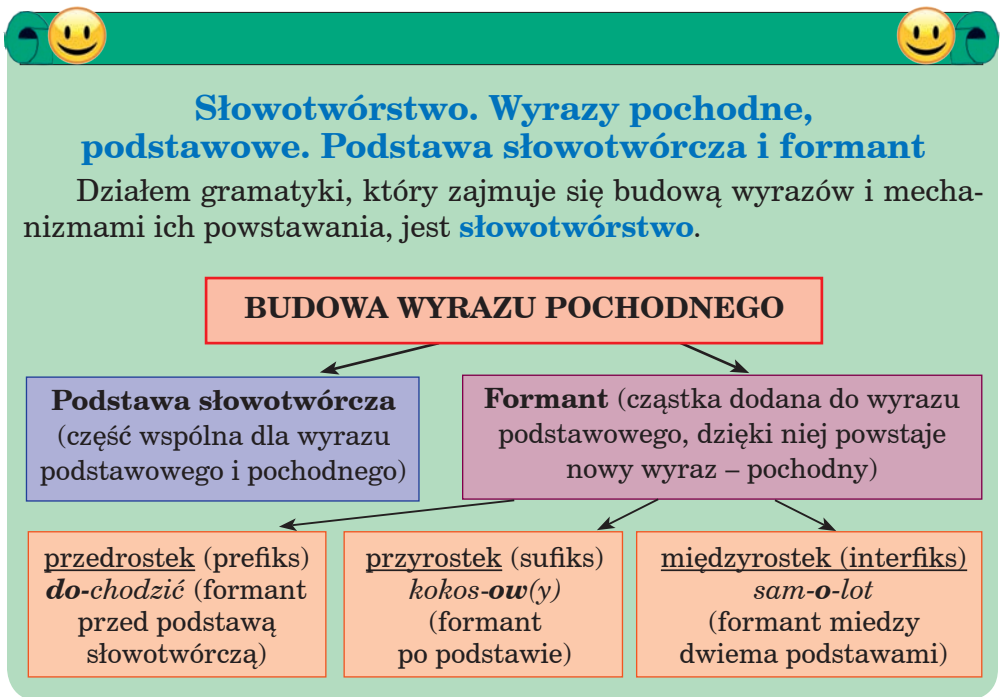 Słowotwórstwo. Wyrazy pochodne,
podstawowe. Podstawa słowotwórcza i formant
Działem gramatyki, który zajmuje się budową wyrazów i mecha-
nizmami ich powstawania, jest słowotwórstwo.
BUDOWA WYRAZU POCHODNEGO
Podstawa słowotwórcza
(część wspólna dla wyrazu
podstawowego i pochodnego)
Formant (cząstka dodana do wyrazu
podstawowego, dzięki niej powstaje
nowy wyraz – pochodny)
przedrostek (prefiks)
do-chodzić (formant
przed podstawą
słowotwórczą)
przyrostek (sufiks)
kokos-ow(y)
(formant
po podstawie)
międzyrostek (interfiks)
sam-o-lot
(formant miedzy
dwiema podstawami)